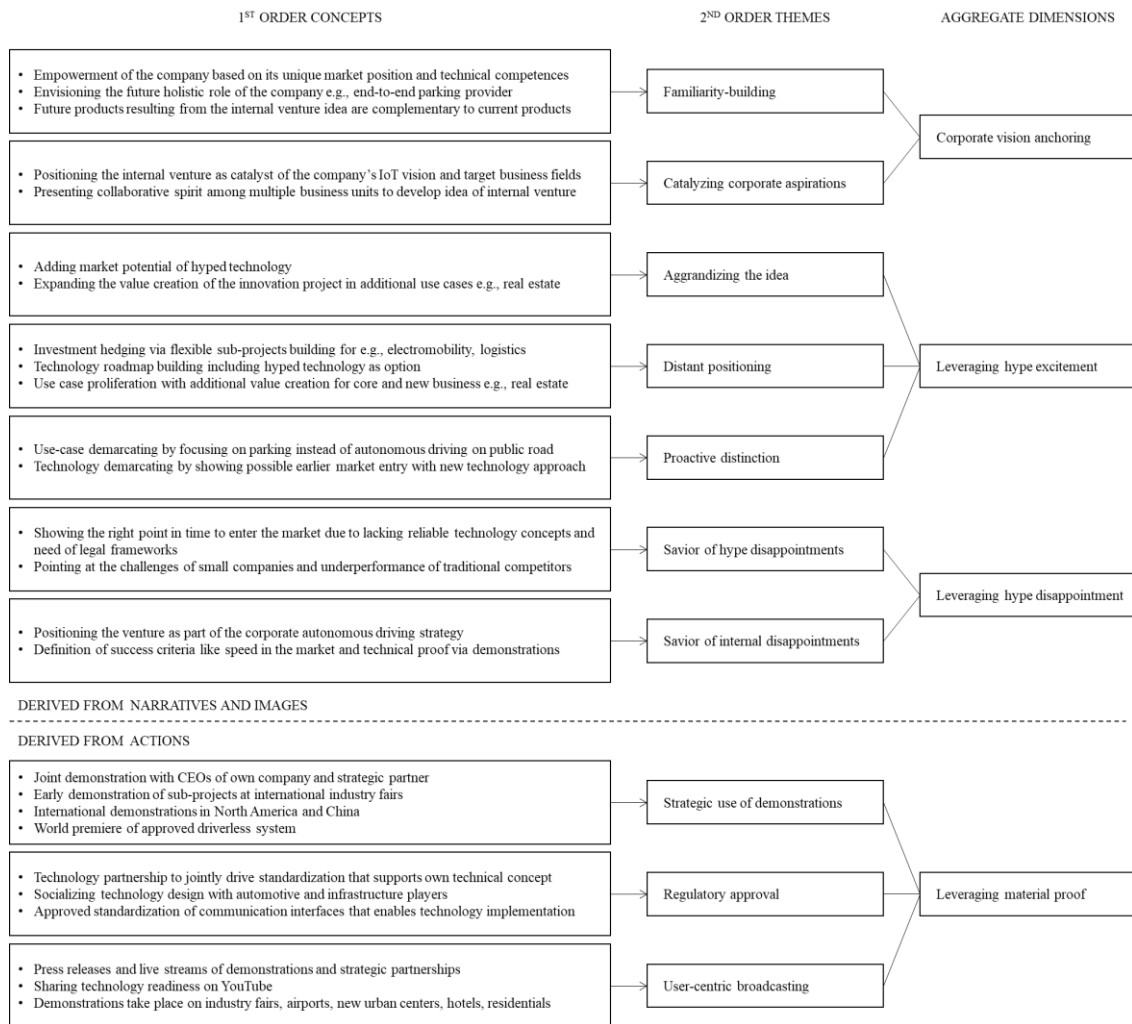 1ST ORDER CONCEPTS
2ND ORDER THEMES
AGGREGATE DIMENSIONS
• Empowerment of the company based on its unique market position and technical competences
• Envisioning the future holistic role of the company e.g., end-to-end parking provider
• Future products resulting from the internal venture idea are complementary to current products
Familiarity-building
Corporate vision anchoring
• Positioning the internal venture as catalyst of the company's IoT vision and target business fields
• Presenting collaborative spirit among multiple business units to develop idea of internal venture
Catalyzing corporate aspirations
• Adding market potential of hyped technology
• Expanding the value creation of the innovation project in additional use cases e.g., real estate
Aggrandizing the idea
• Investment hedging via flexible sub-projects building for e.g., electromobility, logistics
• Technology roadmap building including hyped technology as option
• Use case proliferation with additional value creation for core and new business e.g., real estate
Distant positioning
Leveraging hype excitement
• Use-case demarcating by focusing on parking instead of autonomous driving on public road
• Technology demarcating by showing possible earlier market entry with new technology approach
Proactive distinction
• Showing the right point in time to enter the market due to lacking reliable technology concepts and
need of legal frameworks
• Pointing at the challenges of small companies and underperformance of traditional competitors
Savior of hype disappointments
Leveraging hype disappointment
• Positioning the venture as part of the corporate autonomous driving strategy
• Definition of success criteria like speed in the market and technical proof via demonstrations
Savior of internal disappointments
DERIVED FROM NARRATIVES AND IMAGES
DERIVED FROM ACTIONS
• Joint demonstration with CEOs of own company and strategic partner
• Early demonstration of sub-projects at international industry fairs
• International demonstrations in North America and China
• World premiere of approved driverless system
Strategic use of demonstrations
• Technology partnership to jointly drive standardization that supports own technical concept
• Socializing technology design with automotive and infrastructure players
• Approved standardization of communication interfaces that enables technology implementation
Regulatory approval
Leveraging material proof
• Press releases and live streams of demonstrations and strategic partnerships
• Sharing technology readiness on YouTube
• Demonstrations take place on industry fairs, airports, new urban centers, hotels, residentials
User-centric broadcasting